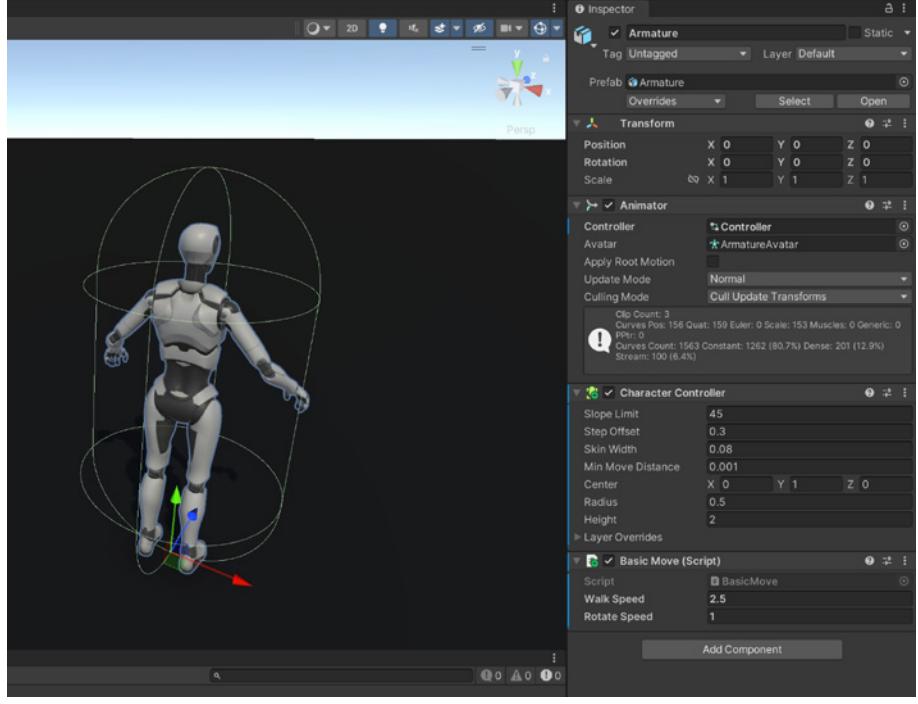 Inspector
2D
Armature
Static
Tag Untagged Layer Default
Prefab Armature
Overrides Select Open
Transform
Position X 0 Y 0 Z 0
Rotation X 0 Y 0 Z 0
Scale X 1 Y 1 Z 1
y
z
x
Persp
Animator
Controller Controller
Avatar ArmatureAvatar
Apply Root Motion
Update Mode Normal
Culling Mode Cull Update Transforms
Clip Count: 3
Curves Pos: 156 Quat: 159 Euler: 0 Scale: 153 Muscles: 0 Generic: 0
PPtr: 0
Curves Count: 1563 Constant: 1262 (80.7%) Dense: 201 (12.9%)
Stream: 100 (6.4%)
Character Controller
Slope Limit 45
Step Offset 0.3
Skin Width 0.08
Min Move Distance 0.001
Center X 0 Y 1 Z 0
Radius 0.5
Height 2
Layer Overrides
Basic Move (Script)
Script BasicMove
Walk Speed 2.5
Rotate Speed 1
Add Component
0 0 0